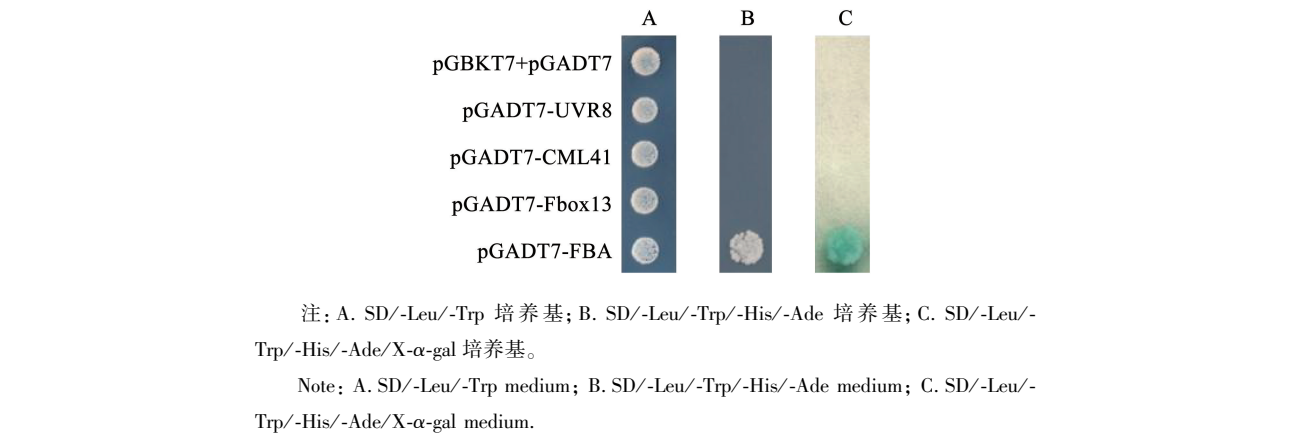 A B C
pGBKT7+pGADT7
pGADT7-UVR8
pGADT7-CML41
pGADT7-Fbox13
pGADT7-FBA
注: A. SD/-Leu/-Trp 培养基; B. SD/-Leu/-Trp/-His/-Ade 培养基; C. SD/-Leu/-
Trp/-His/-Ade/X-α-gal 培养基。
Note: A. SD/-Leu/-Trp medium; B. SD/-Leu/-Trp/-His/-Ade medium; C. SD/-Leu/-
Trp/-His/-Ade/X-α-gal medium.